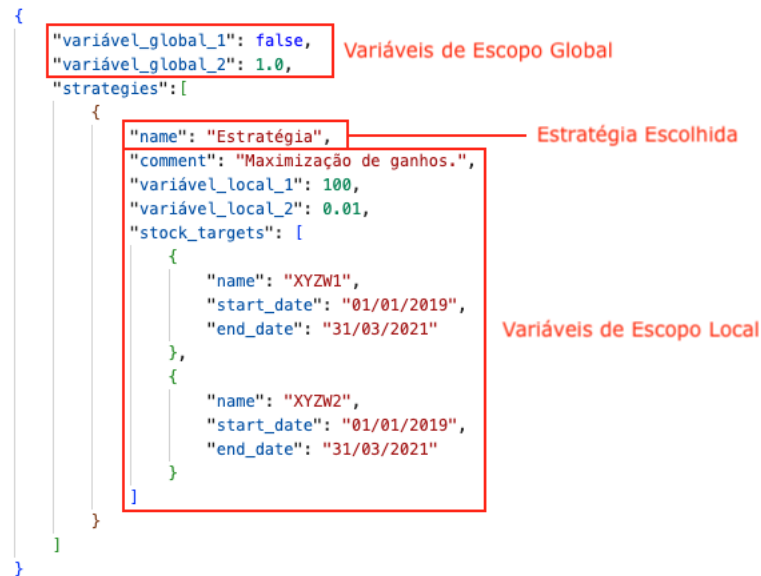 {
"variável_global_1": false,
"variável_global_2": 1.0,
Variáveis de Escopo Global
"strategies":[
{
"name": "Estratégia",
Estratégia Escolhida
"comment": "Maximização de ganhos.",
"variável_local_1": 100,
"variável_local_2": 0.01,
"stock_targets": [
{
"name": "XYZW1",
"start_date": "01/01/2019",
"end_date": "31/03/2021"
Variáveis de Escopo Local
},
{
"name": "XYZW2",
"start_date": "01/01/2019",
"end_date": "31/03/2021"
}
]
}
]
}